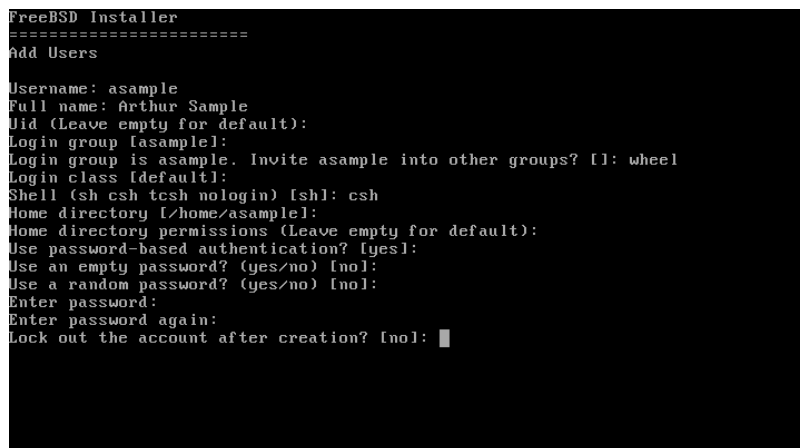 FreeBSD Installer
========================
Add Users
Username: asample
Full name: Arthur Sample
Uid (Leave empty for default):
Login group [asample]:
Login group is asample. Invite asample into other groups? []: wheel
Login class [default]:
Shell (sh csh tcsh nologin) [sh]: csh
Home directory [/home/asample]:
Home directory permissions (Leave empty for default):
Use password-based authentication? [yes]:
Use an empty password? (yes/no) [no]:
Use a random password? (yes/no) [no]:
Enter password:
Enter password again:
Lock out the account after creation? [no]: